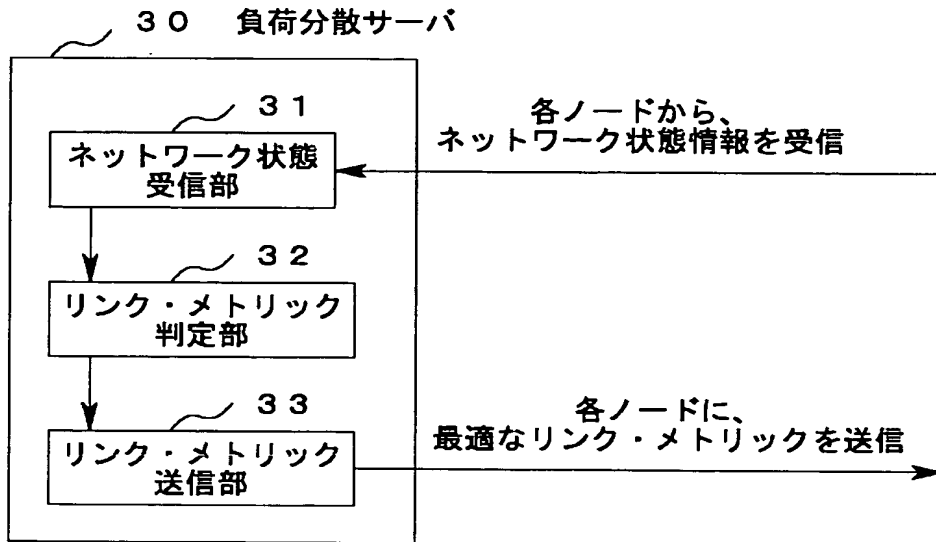 30 負荷分散サーバ
31
ネットワーク状態
受信部
各ノードから、
ネットワーク状態情報を受信
32
リンク・メトリック
判定部
33
リンク・メトリック
送信部
各ノードに、
最適なリンク・メトリックを送信